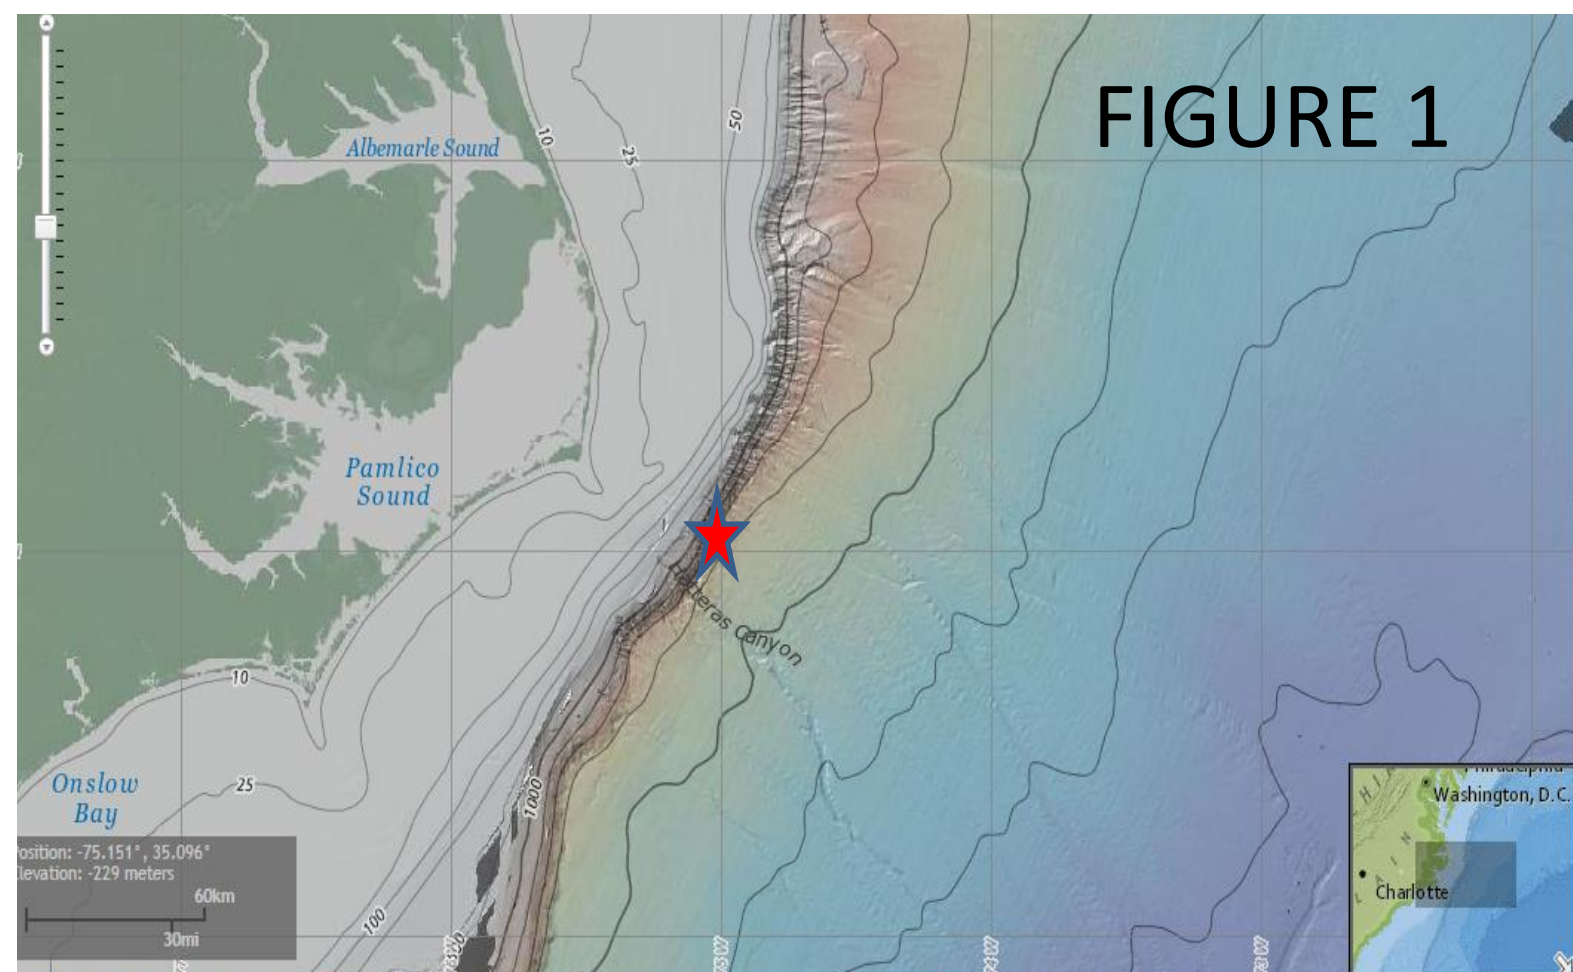 FIGURE 1
10
25
50
Albemarle Sound
Pamlico
Sound
Canyon
10
Onslow
Bay
25
1000
100
Position: -75.151°, 35.096°
Elevation: -229 meters
60km
30mi
Washington, D.C.
Charlotte